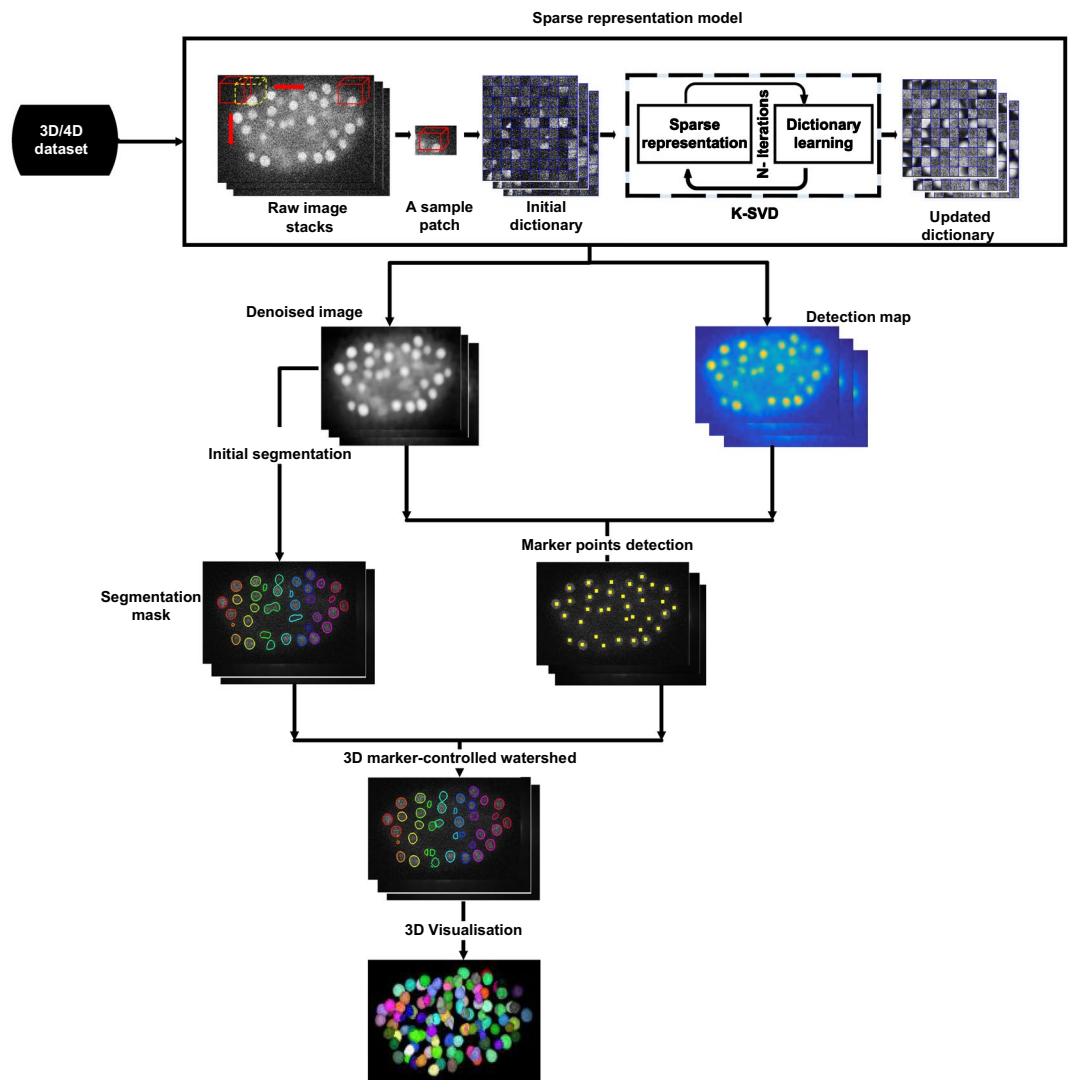 Sparse representation model
3D/4D
dataset
Raw image
stacks
A sample
patch
Initial
dictionary
Sparse
representation
N- Iterations
Dictionary
learning
K-SVD
Updated
dictionary
Denoised image
Detection map
Initial segmentation
Marker points detection
Segmentation
mask
3D marker-controlled watershed
3D Visualisation